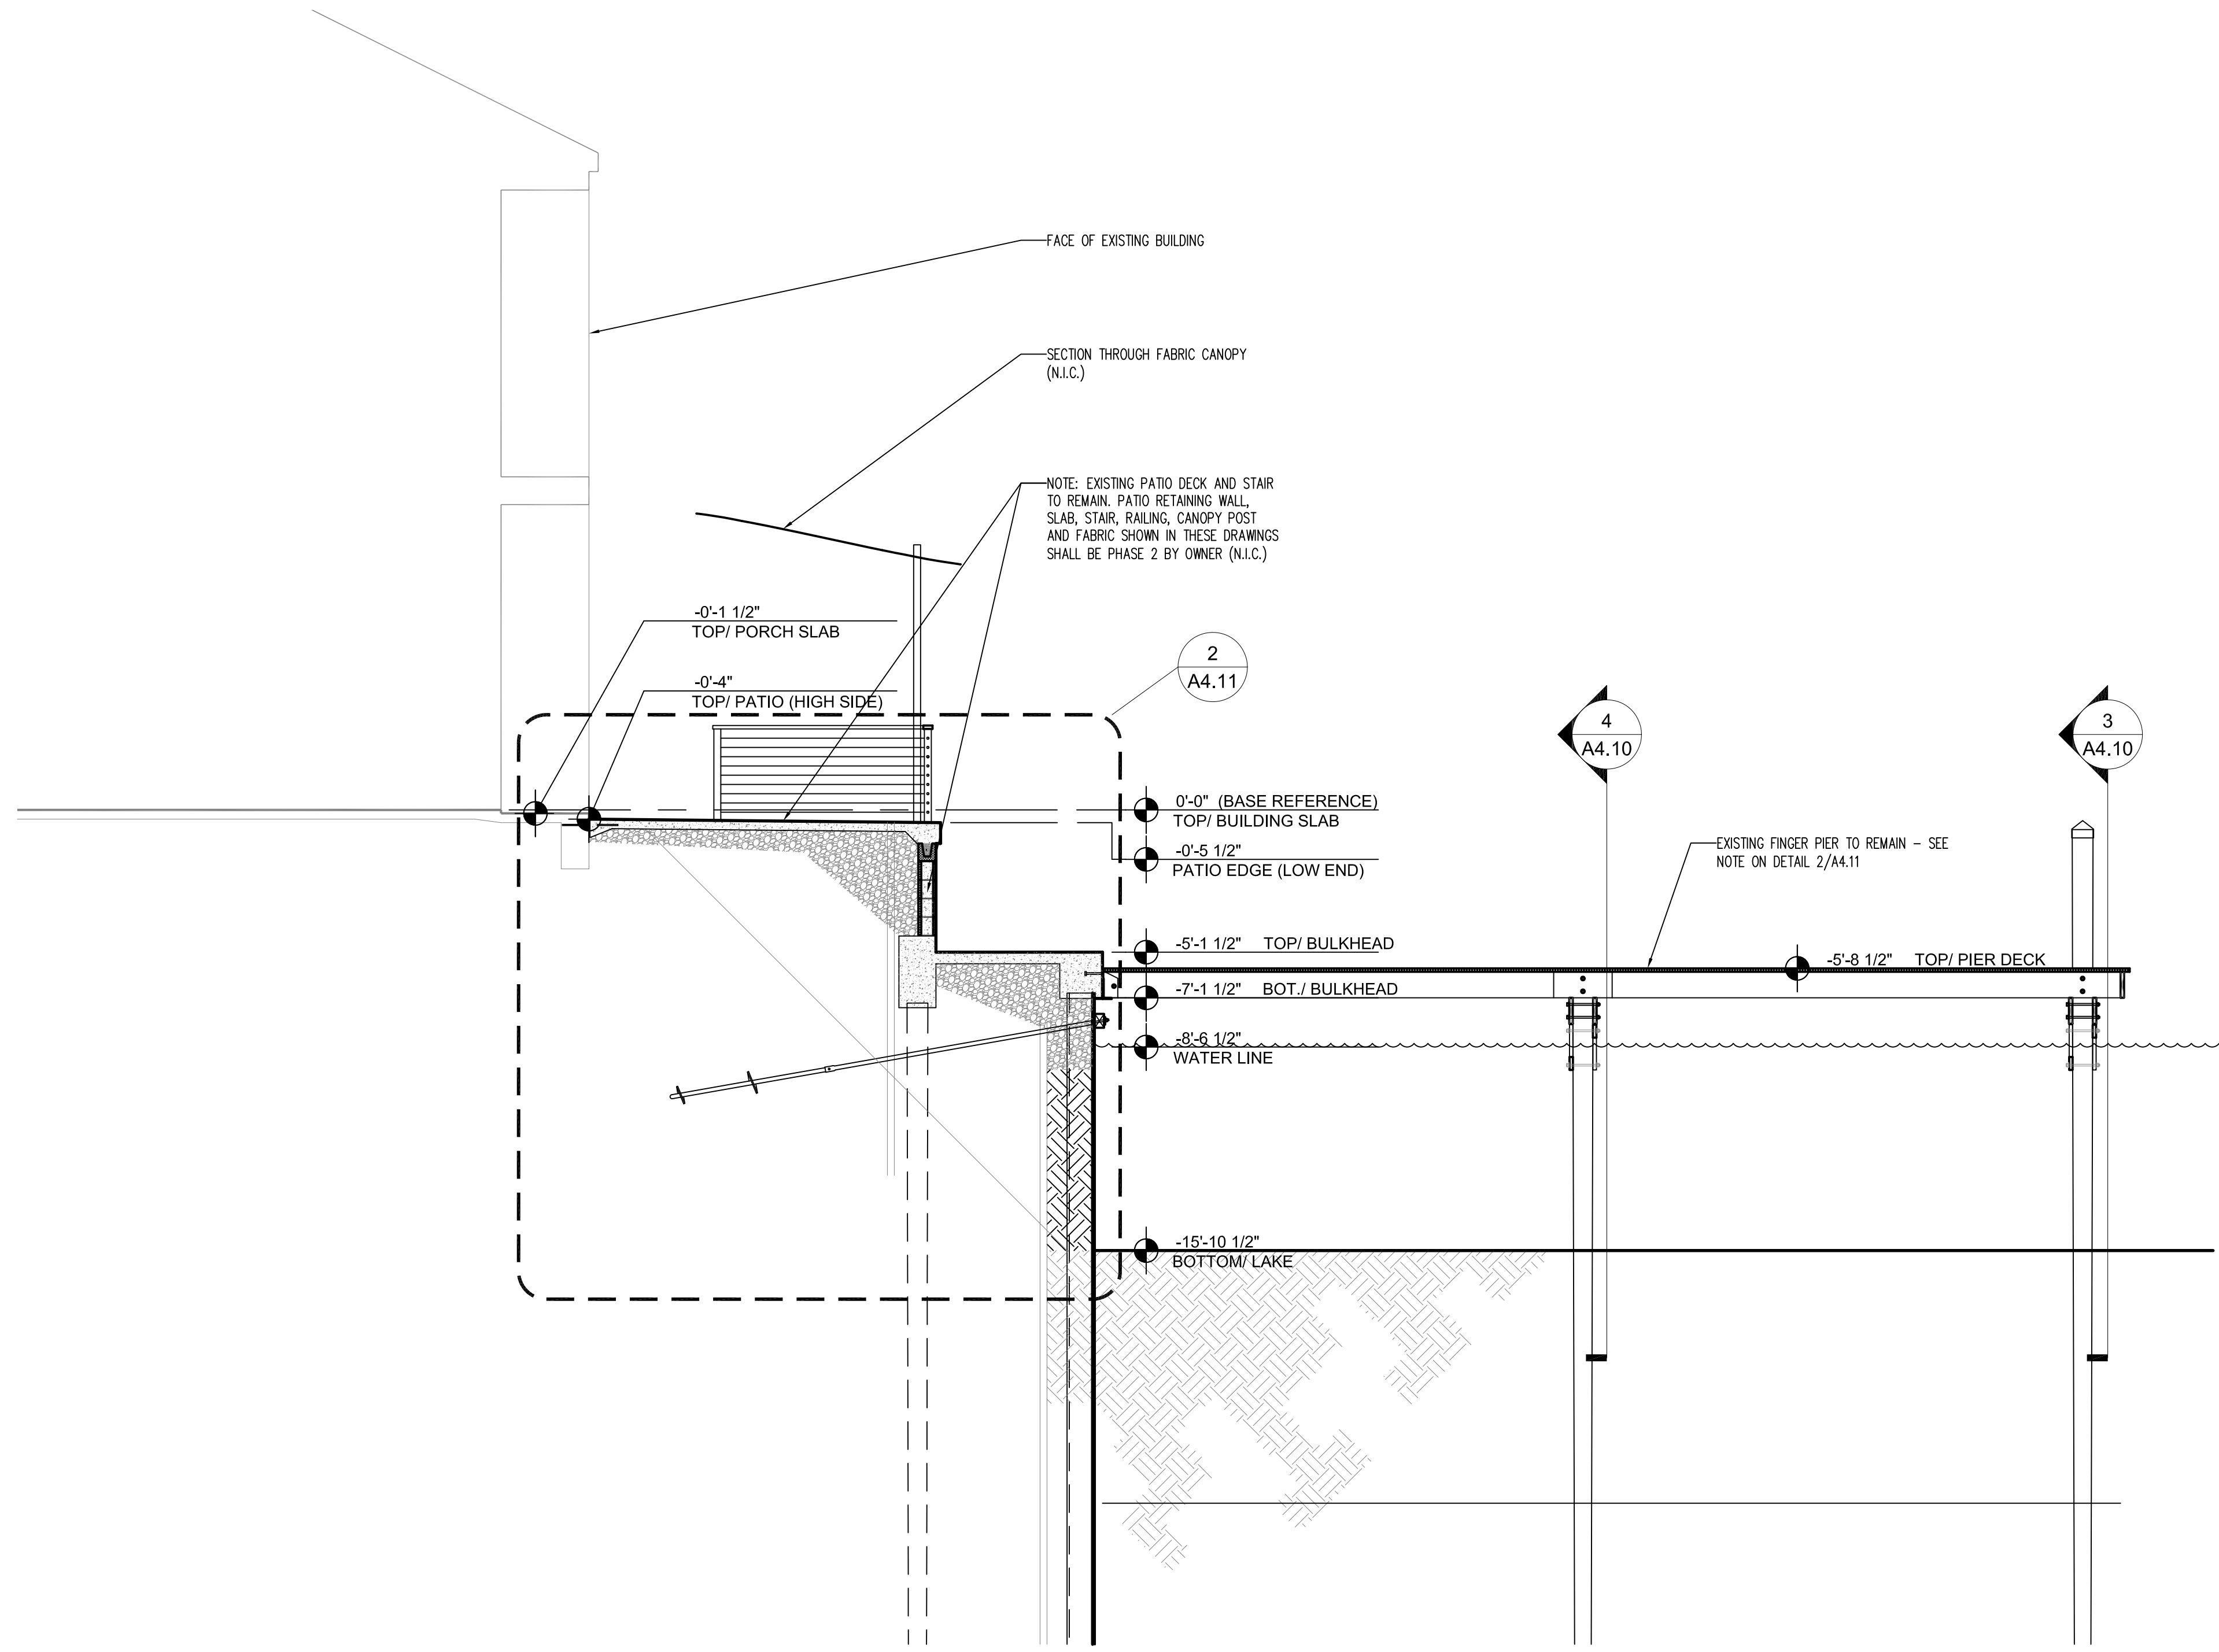 FACE OF EXISTING BUILDING
SECTION THROUGH FABRIC CANOPY
(N.I.C.)
NOTE: EXISTING PATIO DECK AND STAIR
TO REMAIN. PATIO RETAINING WALL,
SLAB, STAIR, RAILING, CANOPY POST
AND FABRIC SHOWN IN THESE DRAWINGS
SHALL BE PHASE 2 BY OWNER (N.I.C.)
-0'-1 1/2"
TOP/ PORCH SLAB
-0'-4"
TOP/ PATIO (HIGH SIDE)
2
A4.11
4
A4.10
3
A4.10
0'-0" (BASE REFERENCE)
TOP/ BUILDING SLAB
-0'-5 1/2"
PATIO EDGE (LOW END)
EXISTING FINGER PIER TO REMAIN – SEE
NOTE ON DETAIL 2/A4.11
-5'-1 1/2" TOP/ BULKHEAD
-5'-8 1/2" TOP/ PIER DECK
-7'-1 1/2" BOT./ BULKHEAD
-8'-6 1/2"
WATER LINE
-15'-10 1/2"
BOTTOM/ LAKE